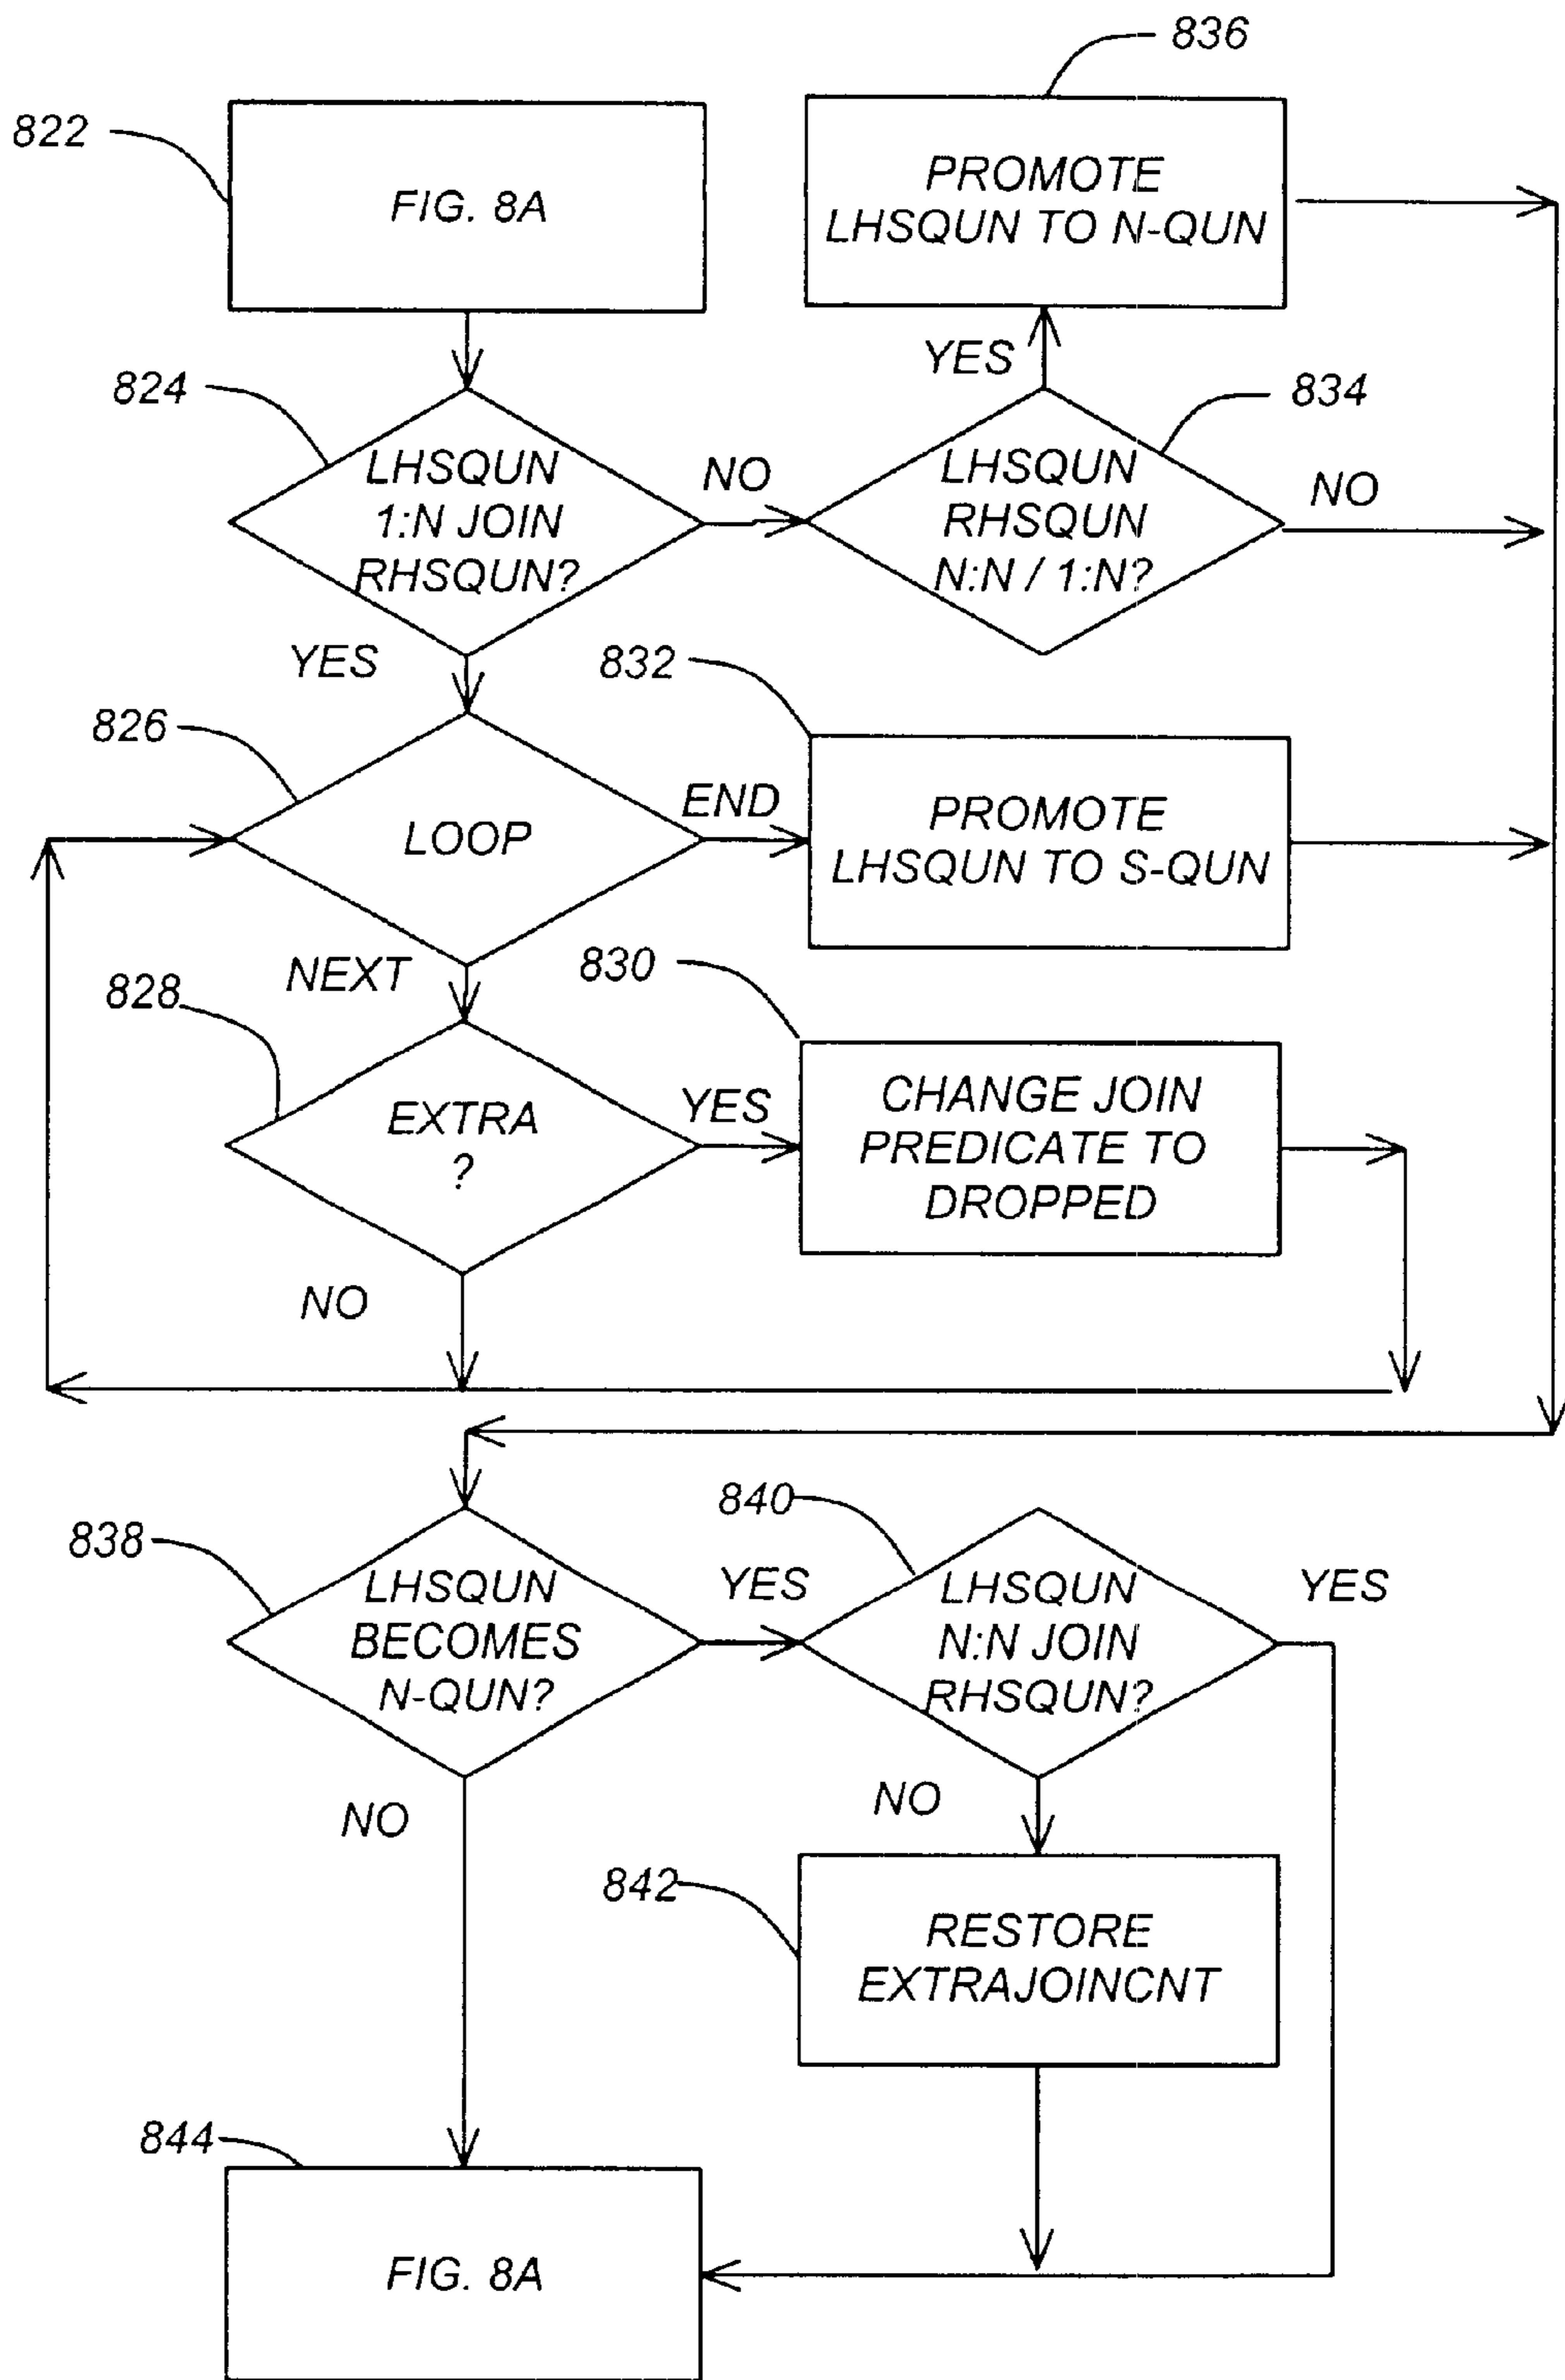 836
822
FIG. 8A
PROMOTE
LHSQUN TO N-QUN
YES
824
834
LHSQUN
1:N JOIN
RHSQUN?
NO
LHSQUN
RHSQUN
N:N / 1:N?
NO
YES
832
826
LOOP
END
PROMOTE
LHSQUN TO S-QUN
NEXT
830
828
EXTRA
?
YES
CHANGE JOIN
PREDICATE TO
DROPPED
NO
840
838
LHSQUN
BECOMES
N-QUN?
YES
LHSQUN
N:N JOIN
RHSQUN?
YES
NO
NO
842
RESTORE
EXTRAJOINCNT
844
FIG. 8A